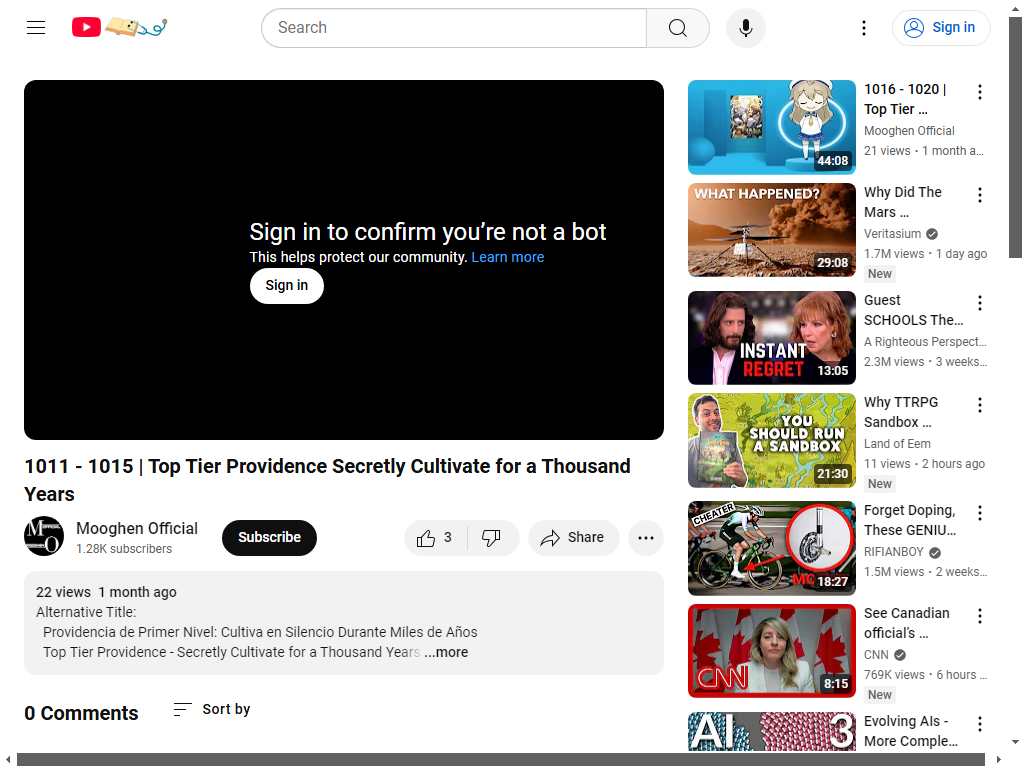 Search
Sign in
Sign in to confirm you’re not a bot
This helps protect our community. Learn more
Sign in
1011 - 1015 | Top Tier Providence Secretly Cultivate for a Thousand
Years
Mooghen Official
1.28K subscribers
Subscribe
3
Share
22 views 1 month ago
Alternative Title:
Providencia de Primer Nivel: Cultiva en Silencio Durante Miles de Años
Top Tier Providence - Secretly Cultivate for a Thousand Years ...more
0 Comments
Sort by
44:08
1016 - 1020 |
Top Tier ...
Mooghen Official
21 views • 1 month a...
WHAT HAPPENED?
29:08
Why Did The
Mars ...
Veritasium
1.7M views • 1 day ago
New
INSTANT
REGRET
13:05
Guest
SCHOOLS The...
A Righteous Perspect...
2.3M views • 3 weeks...
YOU
SHOULD RUN
A SANDBOX
21:30
Why TTRPG
Sandbox ...
Land of Eem
11 views • 2 hours ago
New
CHEATER
18:27
Forget Doping,
These GENIU...
RIFIANBOY
1.5M views • 2 weeks...
CNN
8:15
See Canadian
official’s ...
CNN
769K views • 6 hours ...
New
AI
3
Evolving AIs -
More Comple...